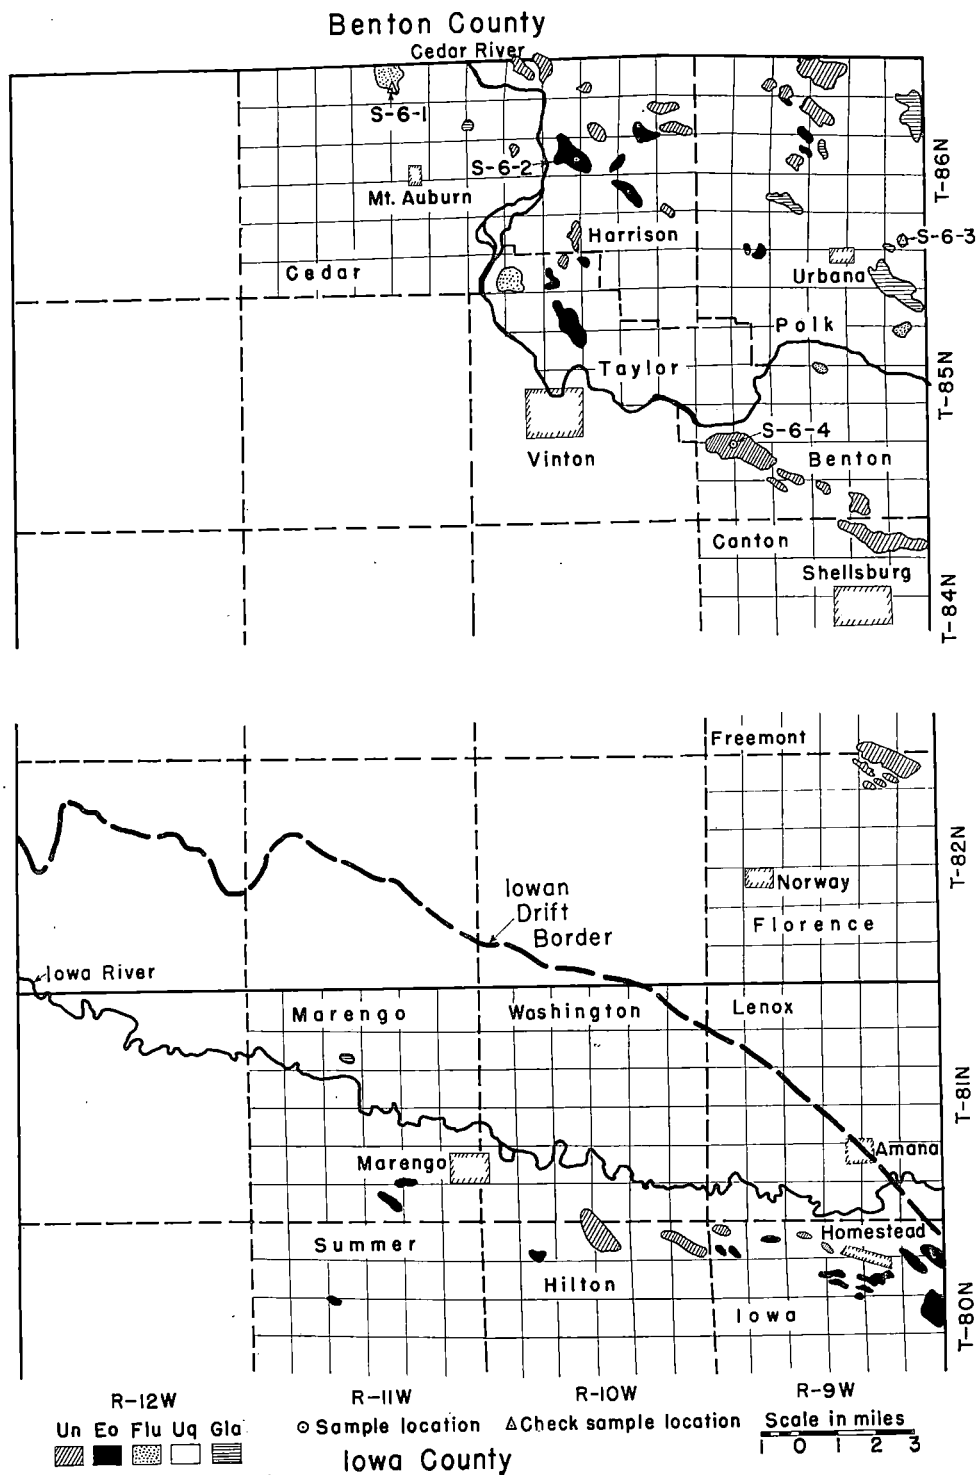 Benton County
Cedar River
S-6-1
S-6-2
Mt. Auburn
T-86N
Harrison
S-6-3
Cedar
Urbana
Polk
Taylor
T-85N
S-6-4
Vinton
Benton
Canton
Shellsburg
T-84N
Freemont
Norway
T-82N
Iowan
Drift
Border
Florence
Iowa River
Marengo
Washington
Lenox
T-81N
Marengo
Amana
Summer
Homestead
Hilton
Iowa
T-80N
R-12W R-11W R-10W R-9W
Un Eo Flu Uq Gla
Sample location
Check sample location
Scale in miles
1 0 1 2 3
Iowa County